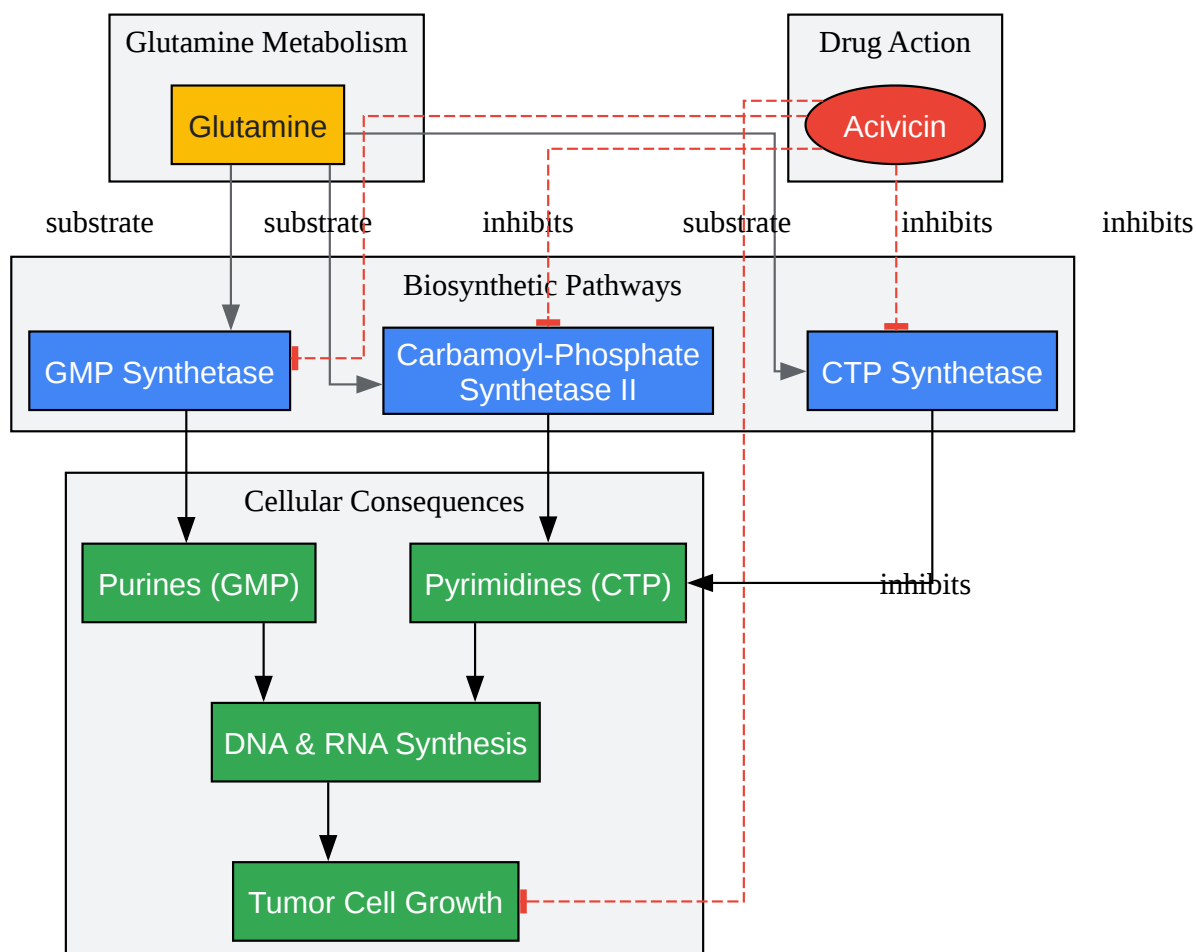 Glutamine Metabolism
Drug Action
Glutamine
Acivicin
substrate
substrate
inhibits
substrate
inhibits
inhibits
Biosynthetic Pathways
GMP Synthetase
Carbamoyl-Phosphate
Synthetase II
CTP Synthetase
Cellular Consequences
Purines (GMP)
Pyrimidines (CTP)
inhibits
DNA & RNA Synthesis
Tumor Cell Growth